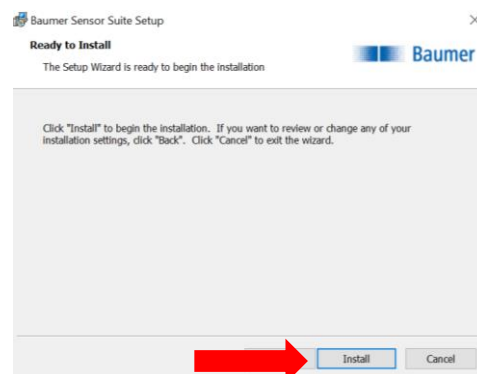 Baumer Sensor Suite Setup
Ready to Install
The Setup Wizard is ready to begin the installation
Baumer
Click "Install" to begin the installation. If you want to review or change any of your
installation settings, click "Back". Click "Cancel" to exit the wizard.
Install
Cancel